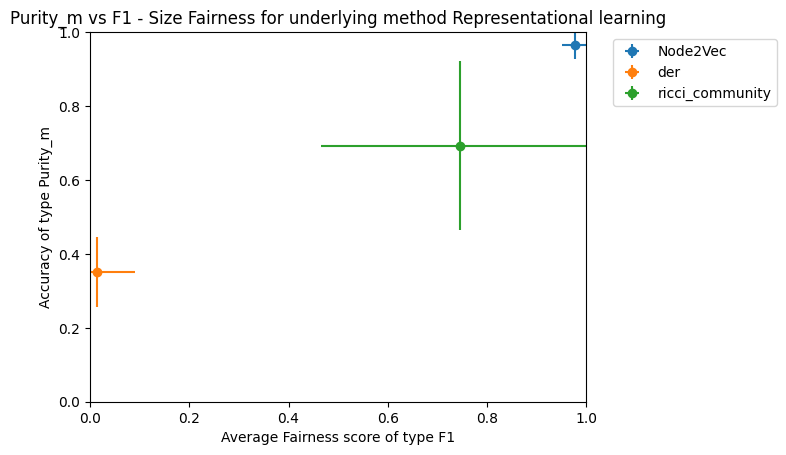 Purity_m vs F1 - Size Fairness for underlying method Representational learning
1.0
0.8
0.6
0.4
0.2
0.0
Accuracy of type Purity_m
0.0 0.2 0.4 0.6 0.8 1.0
Average Fairness score of type F1
Node2Vec
der
ricci_community